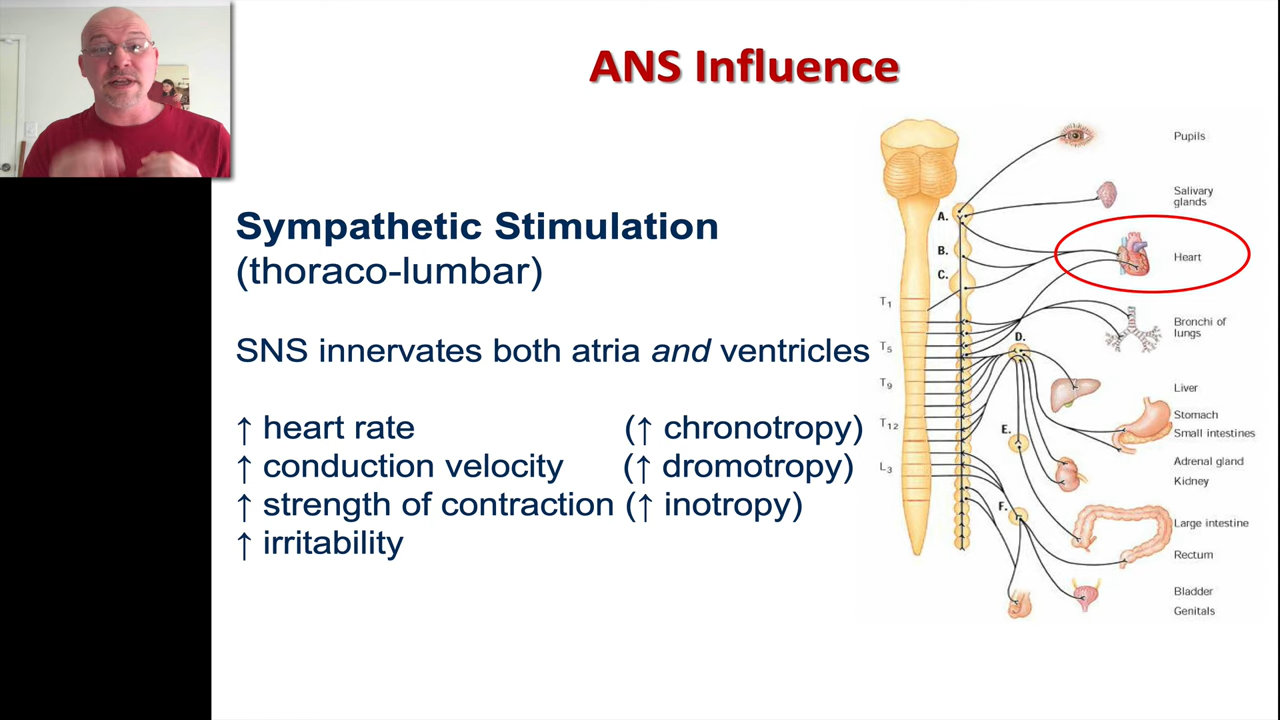 ANS Influence
Sympathetic Stimulation
(thoraco-lumbar)
SNS innervates both atria and ventricles
↑ heart rate (↑ chronotropy)
↑ conduction velocity (↑ dromotropy)
↑ strength of contraction (↑ inotropy)
↑ irritability
Pupils
Salivary
glands
A.
B.
Heart
C.
T1
Bronchi of
lungs
D.
T5
T9
Liver
Stomach
T12
E.
Small intestines
L3
Adrenal gland
Kidney
F.
Large intestine
Rectum
Bladder
Genitals